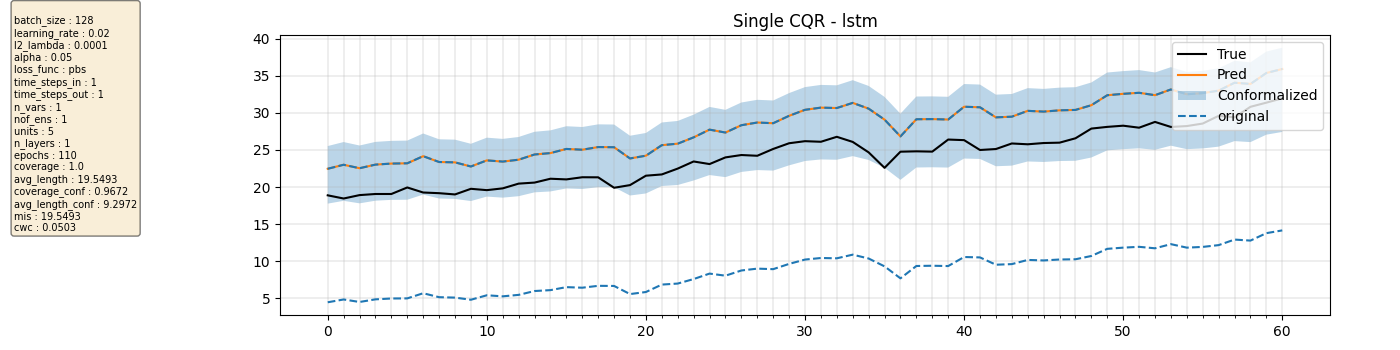 batch_size : 128
learning_rate : 0.02
l2_lambda : 0.0001
alpha : 0.05
loss_func : pbs
time_steps_in : 1
time_steps_out : 1
n_vars : 1
nof_ens : 1
units : 5
n_layers : 1
epochs : 110
coverage : 1.0
avg_length : 19.5493
coverage_conf : 0.9672
avg_length_conf : 9.2972
mis : 19.5493
cwc : 0.0503
Single CQR - lstm
40
35
30
25
20
15
10
5
0
10
20
30
40
50
60
True
Pred
Conformalized
original